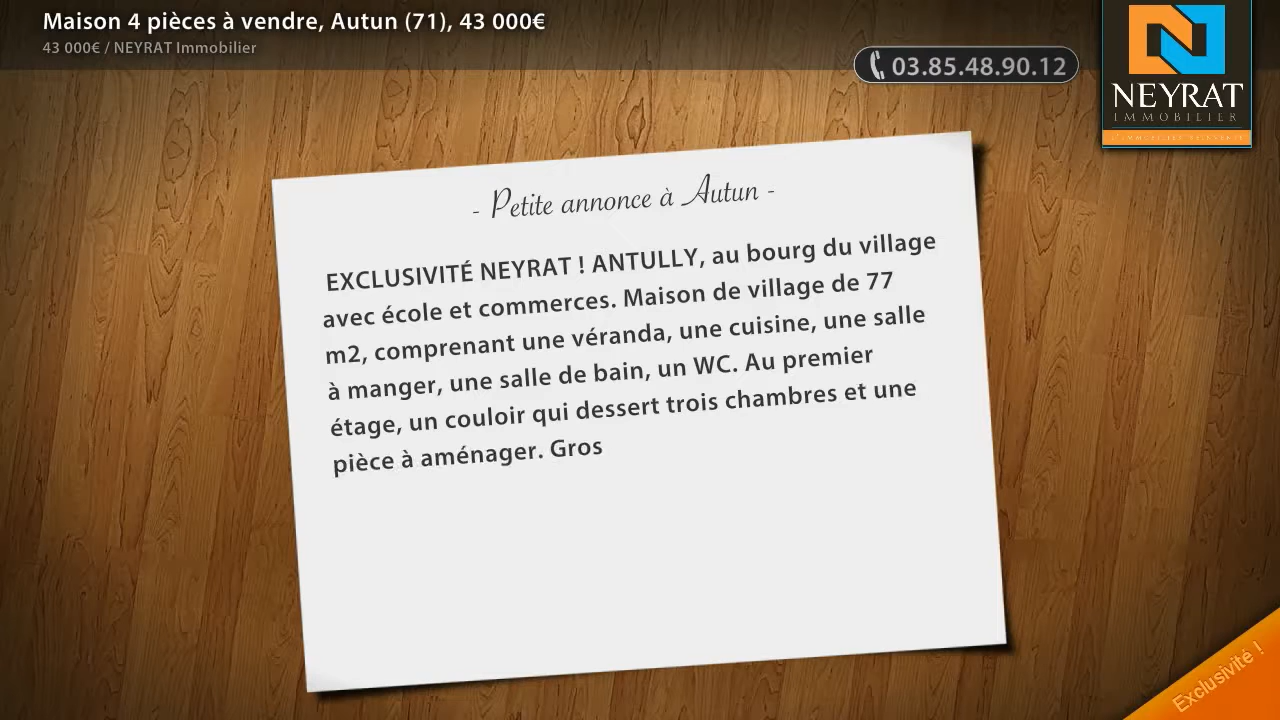 Maison 4 pièces à vendre, Autun (71), 43 000€
43 000€ / NEYRAT Immobilier
03.85.48.90.12
NEYRAT
IMMOBILIER
- Petite annonce à Autun -
EXCLUSIVITÉ NEYRAT ! ANTULLY, au bourg du village
avec école et commerces. Maison de village de 77
m2, comprenant une véranda, une cuisine, une salle
à manger, une salle de bain, un WC. Au premier
étage, un couloir qui dessert trois chambres et une
pièce à aménager. Gros
Exclusivité !